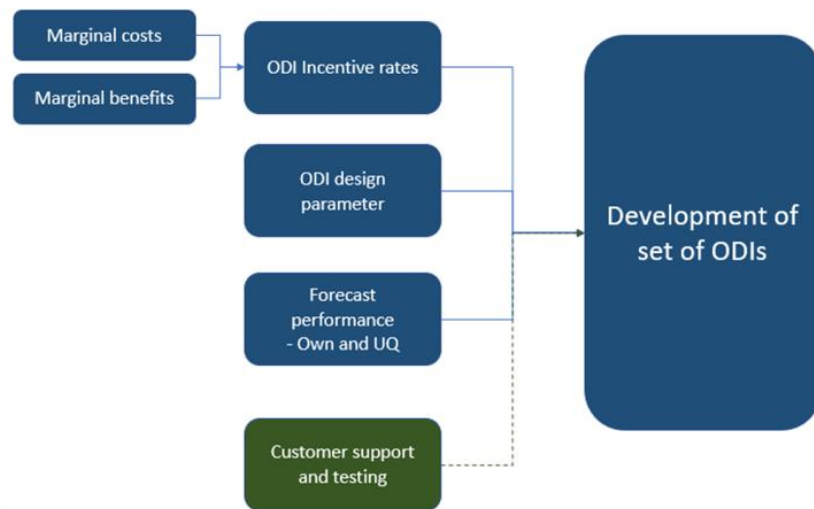 Marginal costs
Marginal benefits
ODI Incentive rates
ODI design
parameter
Forecast
performance
- Own and UQ
Customer support
and testing
Development of
set of ODIs